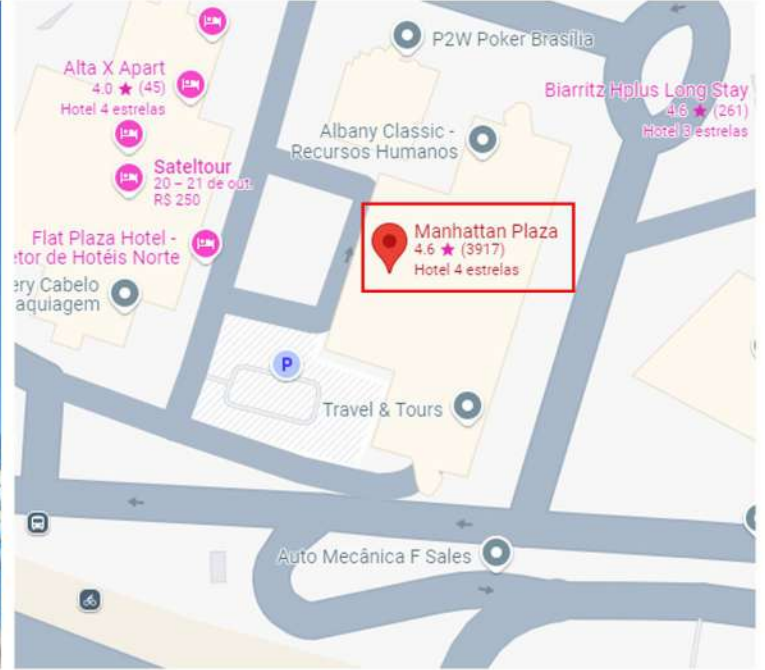 P2W Poker Brasília
Alta X Apart
4.0 ★ (45)
Hotel 4 estrelas
Biarritz Hplus Long Stay
4.6 ★ (261)
Hotel 3 estrelas
Albany Classic -
Recursos Humanos
Sateltour
20 – 21 de out.
R$ 250
Manhattan Plaza
4.6 ★ (3917)
Hotel 4 estrelas
Flat Plaza Hotel -
etor de Hotéis Norte
ery Cabelo
aquiagem
P
Travel & Tours
Auto Mecânica F Sales